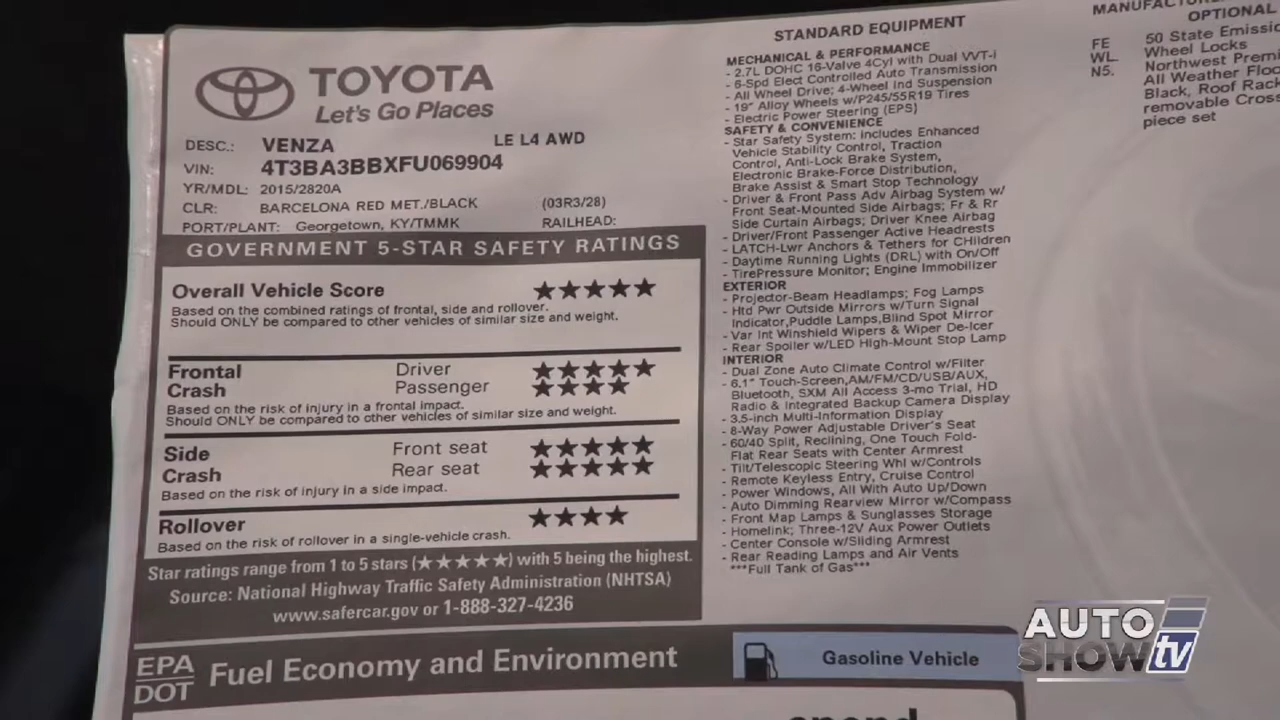 TOYOTA
Let's Go Places
DESC.: VENZA LE L4 AWD
VIN: 4T3BA3BBXFU069904
YR/MDL: 2015/2820A
CLR: BARCELONA RED MET./BLACK (03R3/28)
PORT/PLANT: Georgetown, KY/TMMK RAILHEAD:
GOVERNMENT 5-STAR SAFETY RATINGS
Overall Vehicle Score ★★★★★
Based on the combined ratings of frontal, side and rollover.
Should ONLY be compared to other vehicles of similar size and weight.
Frontal Driver ★★★★★
Crash Passenger ★★★★
Based on the risk of injury in a frontal impact.
Should ONLY be compared to other vehicles of similar size and weight.
Side Front seat ★★★★★
Crash Rear seat ★★★★★
Based on the risk of injury in a side impact.
Rollover ★★★★
Based on the risk of rollover in a single-vehicle crash.
Star ratings range from 1 to 5 stars (★★★★★) with 5 being the highest.
Source: National Highway Traffic Safety Administration (NHTSA)
www.safercar.gov or 1-888-327-4236
EPA
DOT
Fuel Economy and Environment
Gasoline Vehicle
STANDARD EQUIPMENT
MECHANICAL & PERFORMANCE
- 2.7L DOHC 16-Valve 4Cyl with Dual VVT-i
- 6-Spd Elect Controlled Auto Transmission
- All Wheel Drive; 4-Wheel Ind Suspension
- 19" Alloy Wheels w/P245/55R19 Tires
- Electric Power Steering (EPS)
SAFETY & CONVENIENCE
- Star Safety System: includes Enhanced
Vehicle Stability Control, Traction
Control, Anti-Lock Brake System,
Electronic Brake-Force Distribution,
Brake Assist & Smart Stop Technology
- Driver & Front Pass Adv Airbag System w/
Front Seat-Mounted Side Airbags; Fr & Rr
Side Curtain Airbags; Driver Knee Airbag
- Driver/Front Passenger Active Headrests
- LATCH-Lwr Anchors & Tethers for CHildren
- Daytime Running Lights (DRL) with On/Off
- TirePressure Monitor; Engine Immobilizer
EXTERIOR
- Projector-Beam Headlamps; Fog Lamps
- Htd Pwr Outside Mirrors w/Turn Signal
Indicator,Puddle Lamps,Blind Spot Mirror
- Var Int Winshield Wipers & Wiper De-Icer
- Rear Spoiler w/LED High-Mount Stop Lamp
INTERIOR
- Dual Zone Auto Climate Control w/Filter
- 6.1" Touch-Screen,AM/FM/CD/USB/AUX,
Bluetooth, SXM All Access 3-mo Trial, HD
Radio & Integrated Backup Camera Display
- 3.5-inch Multi-Information Display
- 8-Way Power Adjustable Driver's Seat
- 60/40 Split, Reclining, One Touch Fold-
Flat Rear Seats with Center Armrest
- Tilt/Telescopic Steering Whl w/Controls
- Remote Keyless Entry, Cruise Control
- Power Windows, All With Auto Up/Down
- Auto Dimming Rearview Mirror w/Compass
- Front Map Lamps & Sunglasses Storage
- Homelink; Three-12V Aux Power Outlets
- Center Console w/Sliding Armrest
- Rear Reading Lamps and Air Vents
***Full Tank of Gas***
OPTIONAL
FE 50 State
WL Wheel Locks
N5. Northwest
All Weather
Black, Roof
removable
piece set
AUTO
SHOW tv